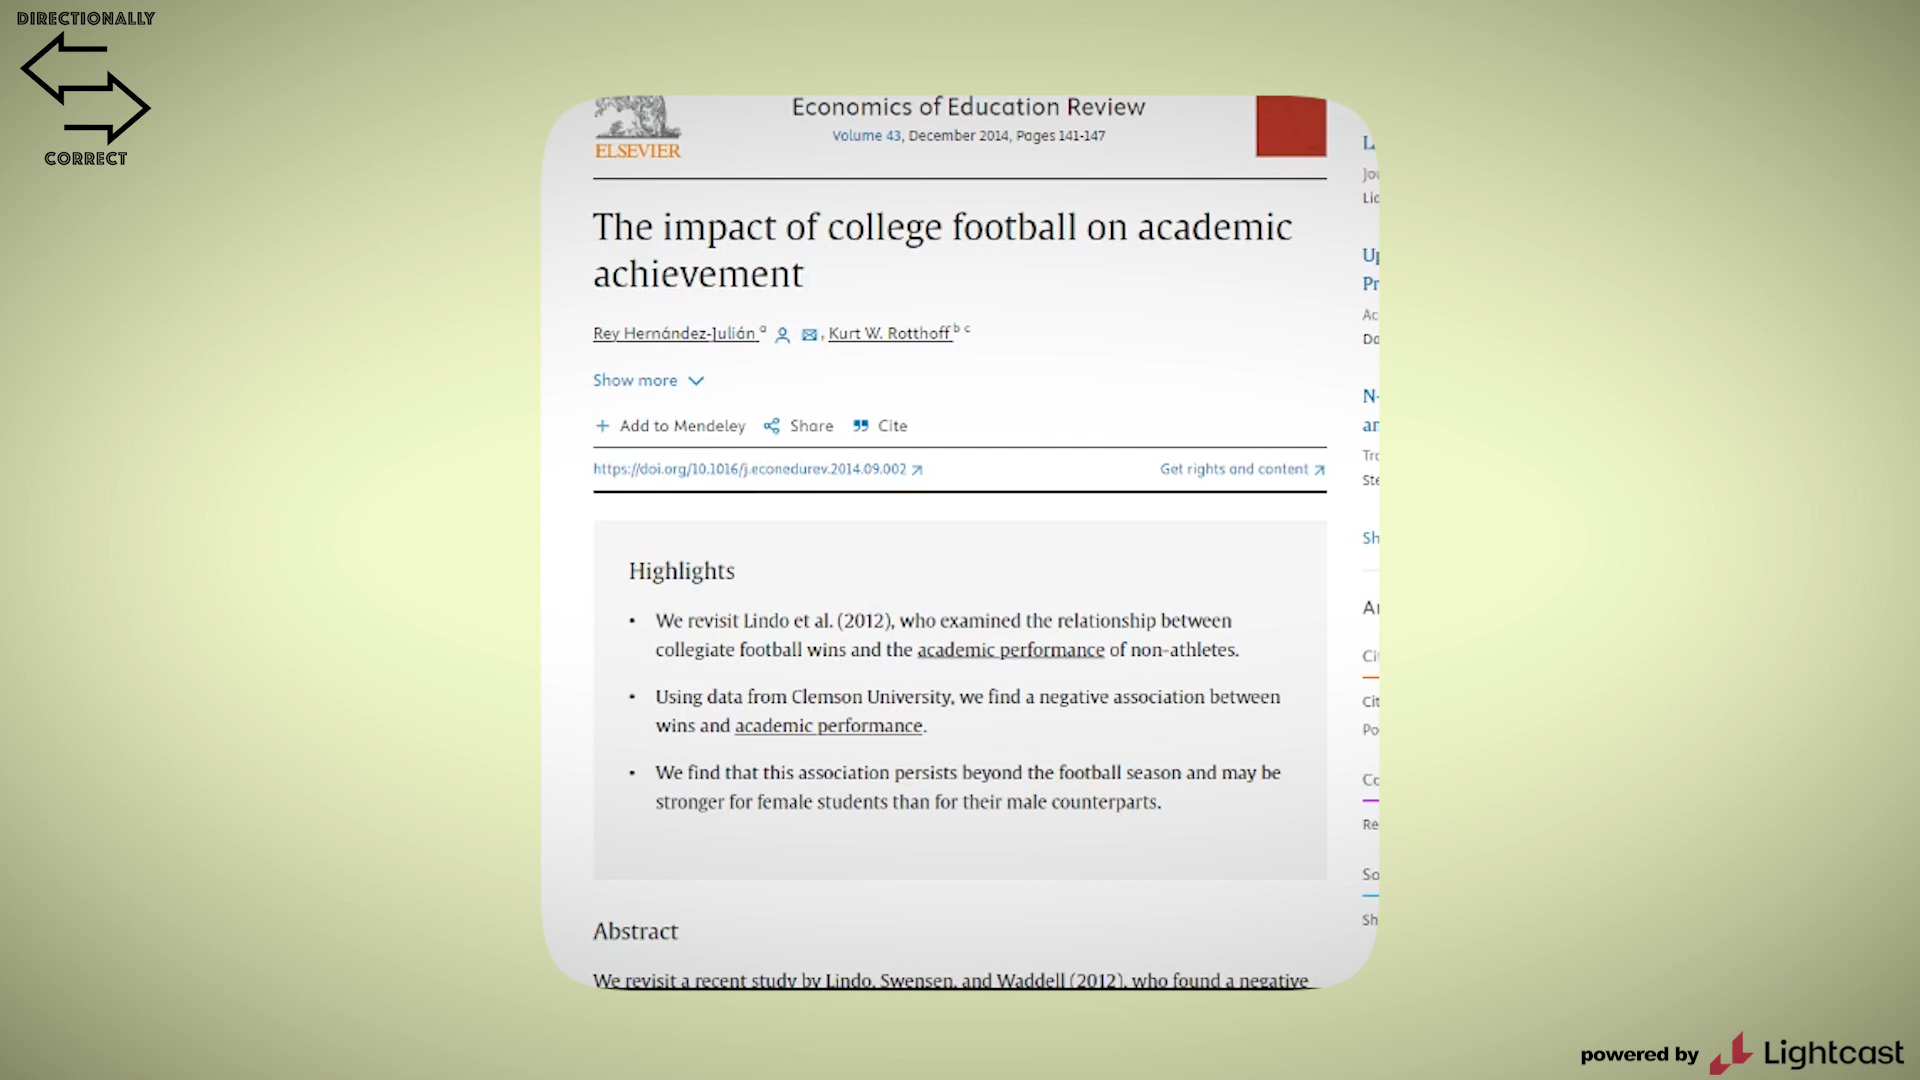 DIRECTIONALLY
CORRECT
ELSEVIER
Economics of Education Review
Volume 43, December 2014, Pages 141-147
The impact of college football on academic
achievement
Rey Hernández-Julián a, Kurt W. Rotthoff b c
Show more
Add to Mendeley Share Cite
https://doi.org/10.1016/j.econedurev.2014.09.002
Get rights and content
Highlights
• We revisit Lindo et al. (2012), who examined the relationship between
collegiate football wins and the academic performance of non-athletes.
• Using data from Clemson University, we find a negative association between
wins and academic performance.
• We find that this association persists beyond the football season and may be
stronger for female students than for their male counterparts.
Abstract
We revisit a recent study by Lindo, Swensen, and Waddell (2012), who found a negative
powered by Lightcast